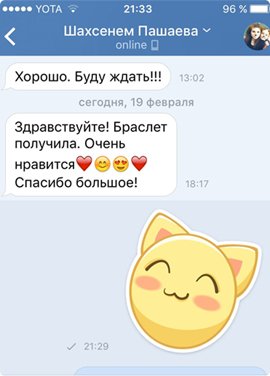 YOTA 21:33 96 %
Шахсенем Пашаева
online
Хорошо. Буду ждать!!! 13:02
сегодня, 19 февраля
Здравствуйте! Браслет
получила. Очень
нравится❤️😊😍❤️
Спасибо большое! 18:17
21:29